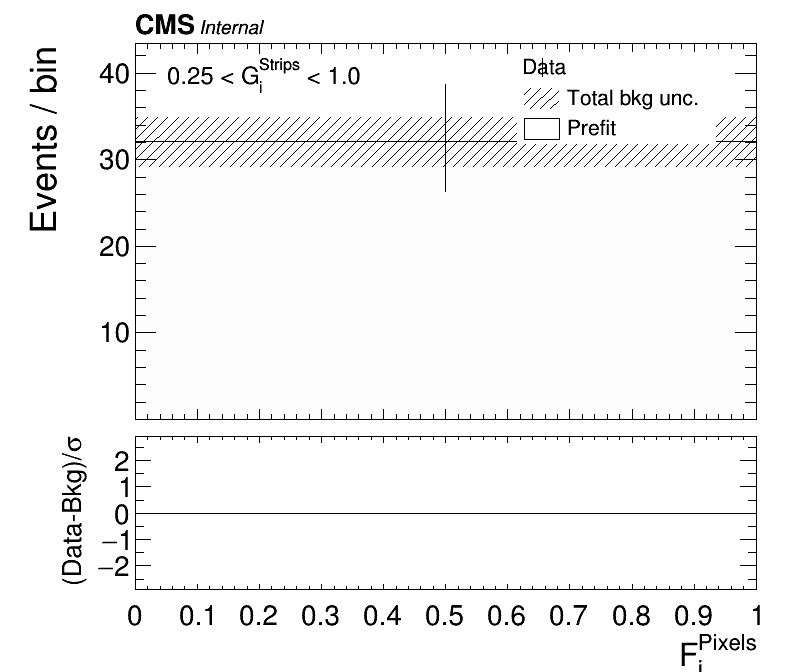 CMS Internal
Events / bin
40
30
20
10
0.25 < G_i^Strips < 1.0
Data
Total bkg unc.
Prefit
(Data-Bkg)/σ
2
1
0
−1
−2
0 0.1 0.2 0.3 0.4 0.5 0.6 0.7 0.8 0.9 1
F_i^Pixels